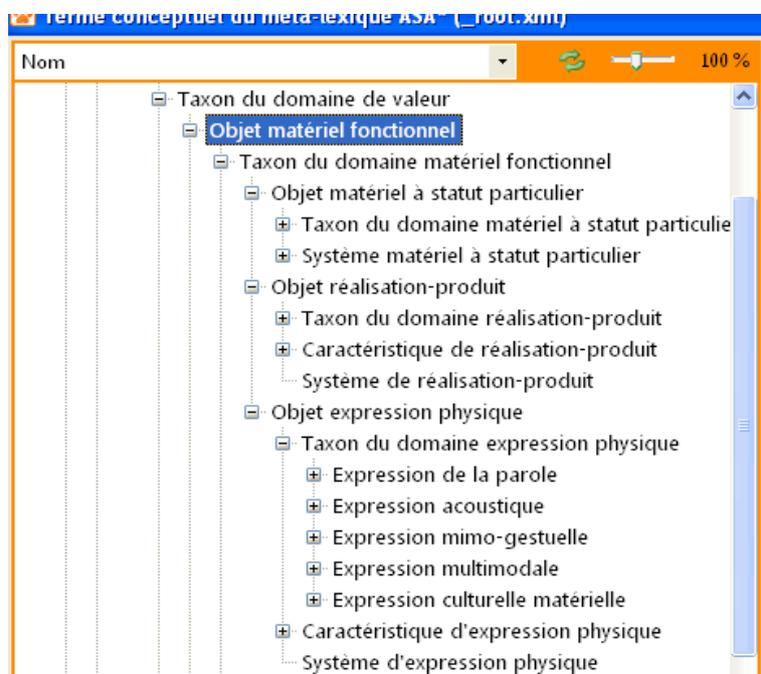 Terme conceptuel du méta-lexique ASA* (_root.xml)
Nom 100 %
Taxon du domaine de valeur
Objet matériel fonctionnel
Taxon du domaine matériel fonctionnel
Objet matériel à statut particulier
Taxon du domaine matériel à statut particulie
Système matériel à statut particulier
Objet réalisation-produit
Taxon du domaine réalisation-produit
Caractéristique de réalisation-produit
Système de réalisation-produit
Objet expression physique
Taxon du domaine expression physique
Expression de la parole
Expression acoustique
Expression mimo-gestuelle
Expression multimodale
Expression culturelle matérielle
Caractéristique d'expression physique
Système d'expression physique